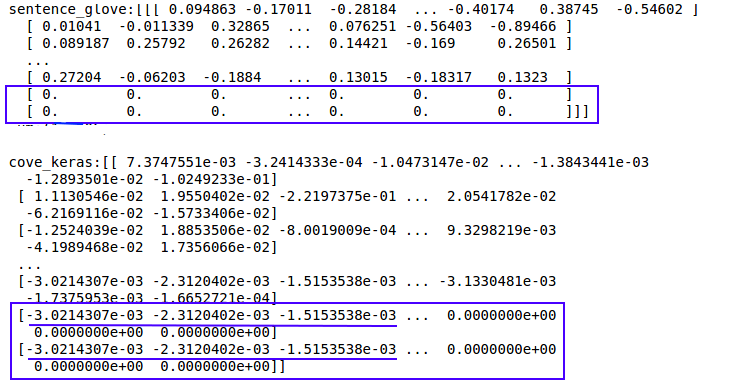 sentence_glove:[[[ 0.094863 -0.17011  -0.28184  ... -0.40174   0.38745  -0.54602 ]
[ 0.01041  -0.011339  0.32865  ...  0.076251 -0.56403  -0.89466 ]
[ 0.089187  0.25792   0.26282  ...  0.14421  -0.169     0.26501 ]
...
[ 0.27204  -0.06203  -0.1884   ...  0.13015  -0.18317   0.1323  ]
[ 0.        0.        0.       ...  0.        0.        0.      ]
[ 0.        0.        0.       ...  0.        0.        0.      ]]]
cove_keras:[[ 7.3747551e-03 -3.2414333e-04 -1.0473147e-02 ... -1.3843441e-03
-1.2893501e-02 -1.0249233e-01]
[ 1.1130546e-02  1.9550402e-02 -2.2197375e-01 ...  2.0541782e-02
-6.2169116e-02 -1.5733406e-02]
[-1.2524039e-02  1.8853506e-02 -8.0019009e-04 ...  9.3298219e-03
-4.1989468e-02  1.7356066e-02]
...
[-3.0214307e-03 -2.3120402e-03 -1.5153538e-03 ... -3.1330481e-03
-1.7375953e-03 -1.6652721e-04]
[-3.0214307e-03 -2.3120402e-03 -1.5153538e-03 ...  0.0000000e+00
0.0000000e+00  0.0000000e+00]
[-3.0214307e-03 -2.3120402e-03 -1.5153538e-03 ...  0.0000000e+00
0.0000000e+00  0.0000000e+00]]